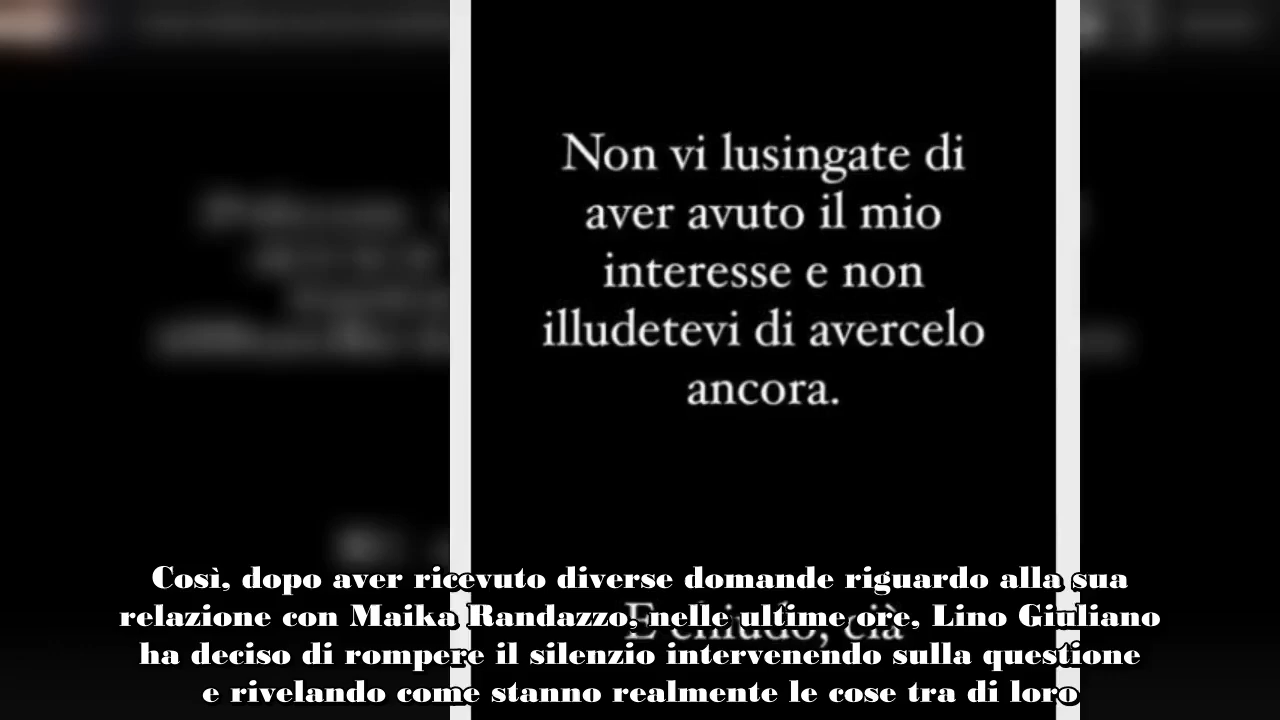 Non vi lusingate di
aver avuto il mio
interesse e non
illudetevi di avercelo
ancora.
E chiudo, cià
Così, dopo aver ricevuto diverse domande riguardo alla sua
relazione con Maika Randazzo, nelle ultime ore, Lino Giuliano
ha deciso di rompere il silenzio intervenendo sulla questione
e rivelando come stanno realmente le cose tra di loro